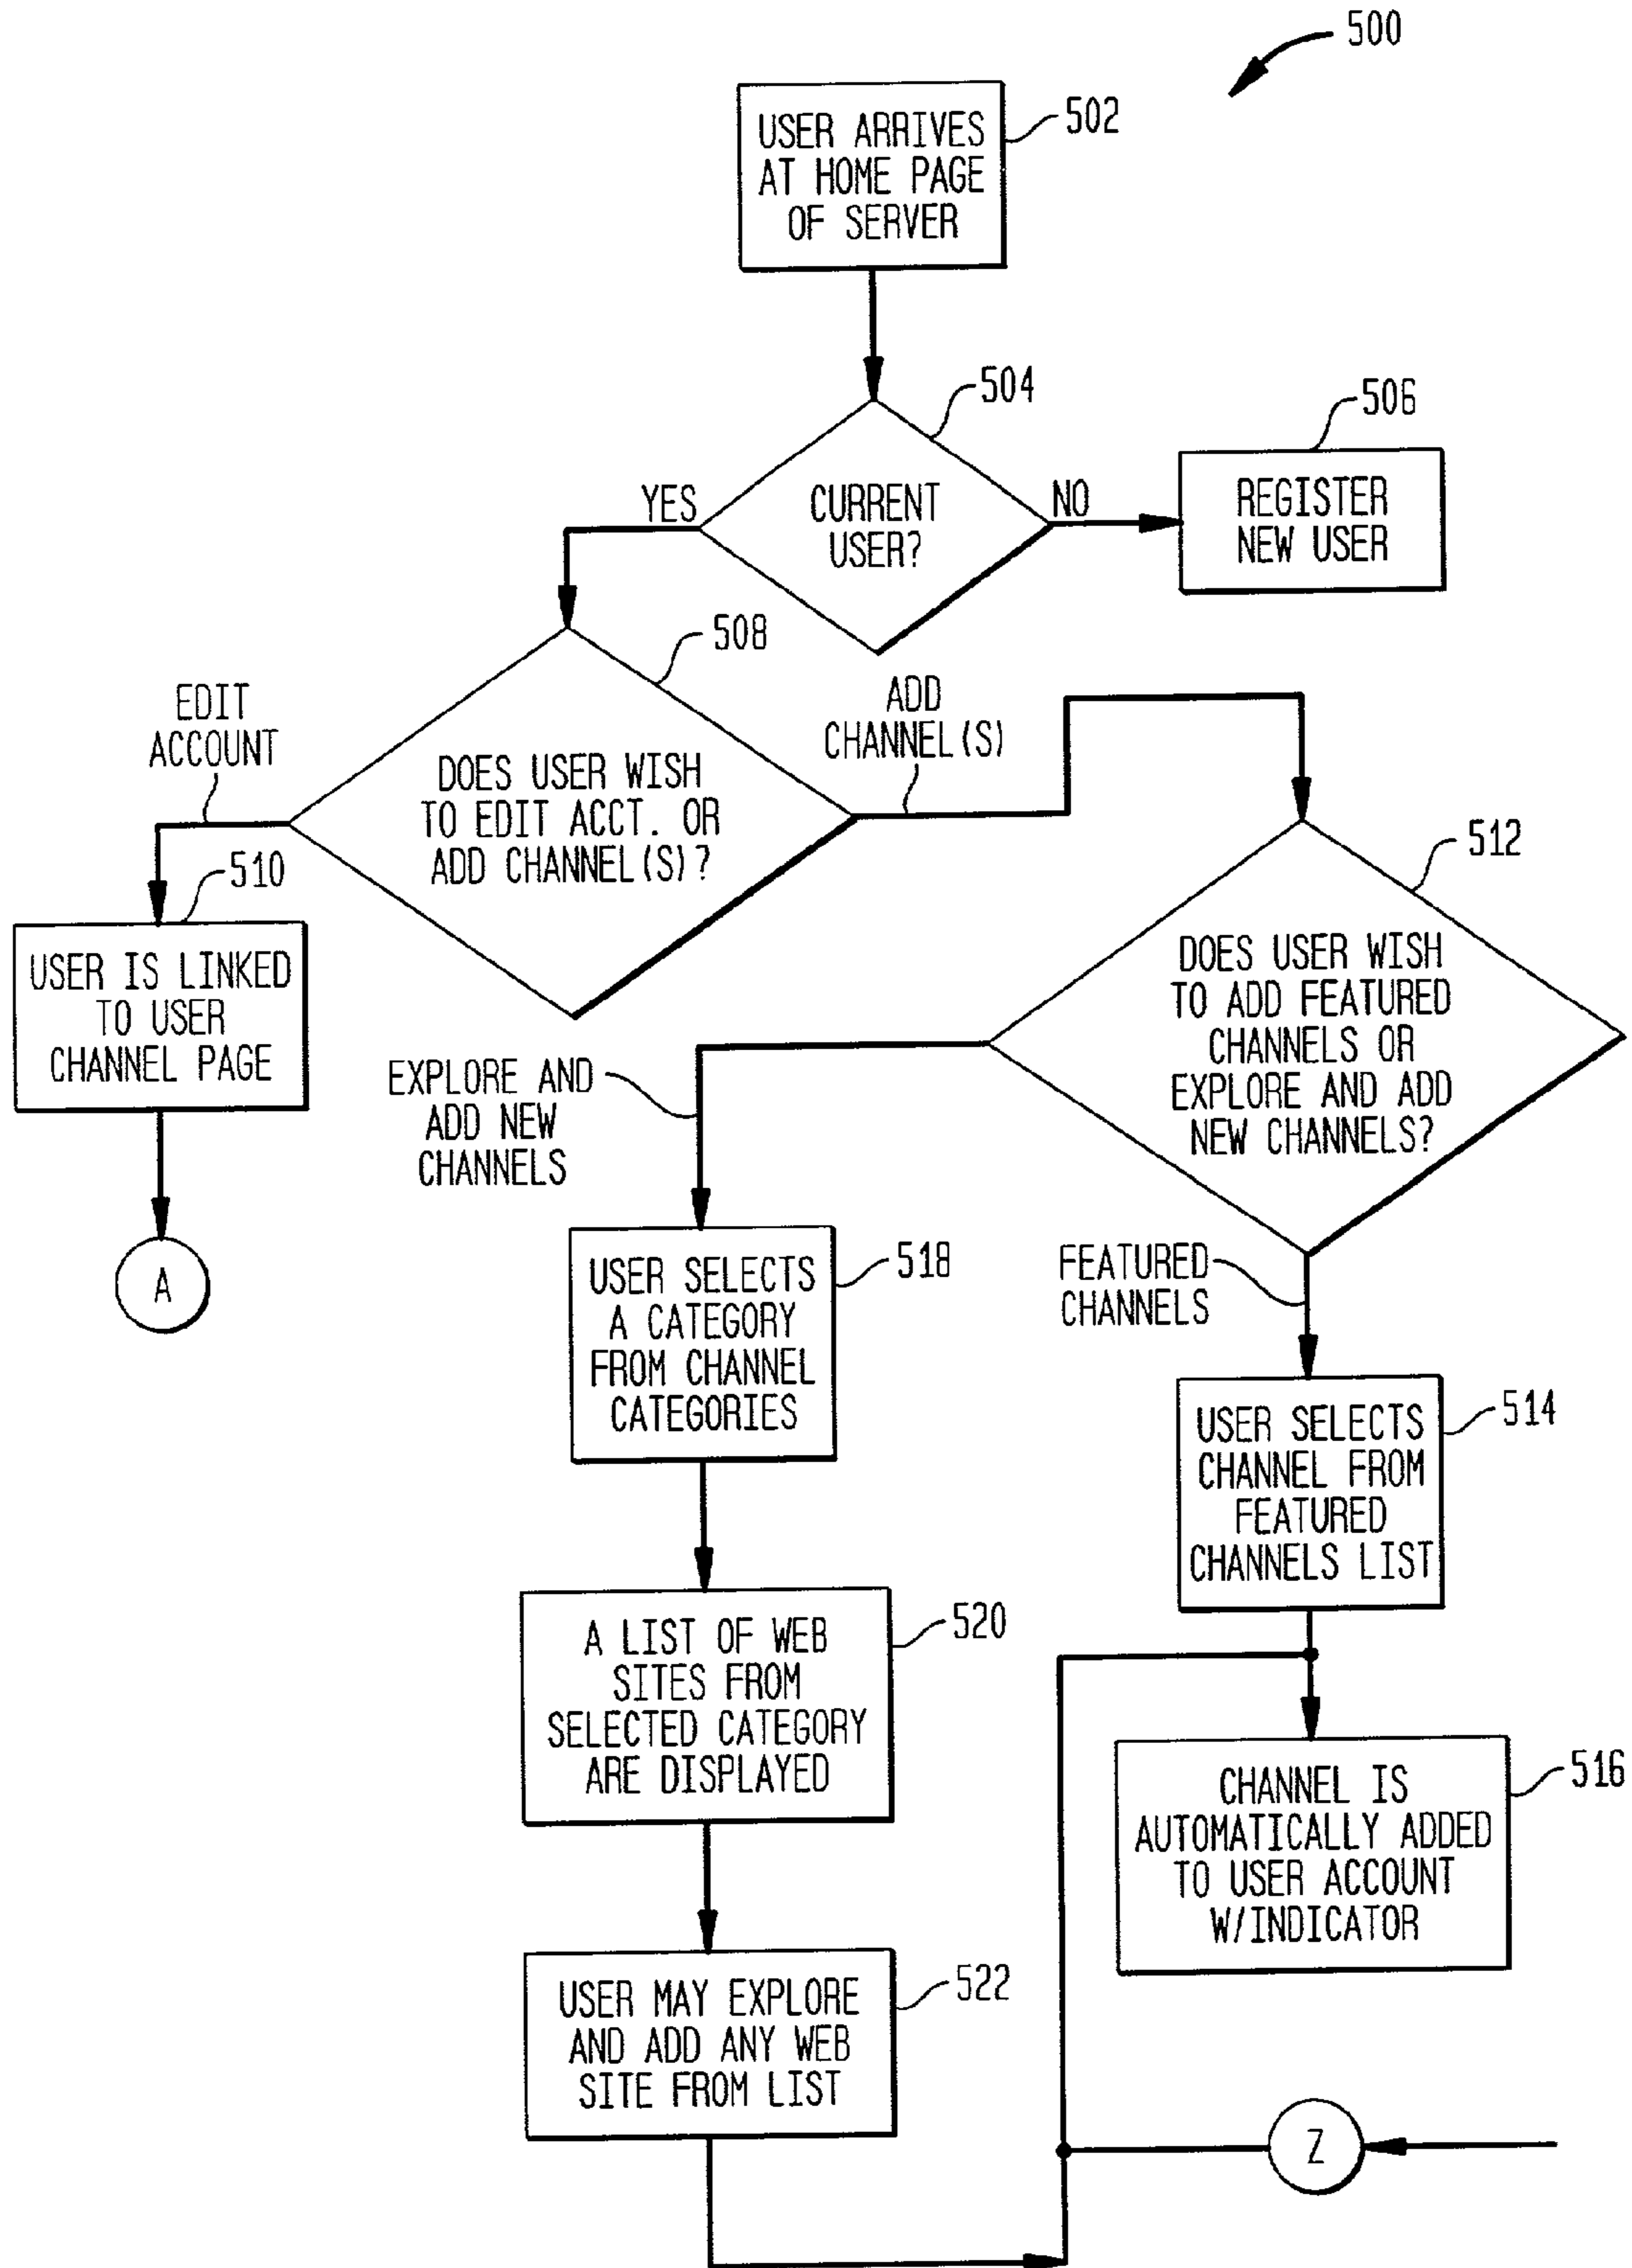 500
USER ARRIVES
AT HOME PAGE
OF SERVER
502
504
CURRENT
USER?
YES
NO
506
REGISTER
NEW USER
508
DOES USER WISH
TO EDIT ACCT. OR
ADD CHANNEL(S)?
EDIT
ACCOUNT
ADD
CHANNEL(S)
510
USER IS LINKED
TO USER
CHANNEL PAGE
A
512
DOES USER WISH
TO ADD FEATURED
CHANNELS OR
EXPLORE AND ADD
NEW CHANNELS?
EXPLORE AND
ADD NEW
CHANNELS
FEATURED
CHANNELS
USER SELECTS
A CATEGORY
FROM CHANNEL
CATEGORIES
518
USER SELECTS
CHANNEL FROM
FEATURED
CHANNELS LIST
514
A LIST OF WEB
SITES FROM
SELECTED CATEGORY
ARE DISPLAYED
520
CHANNEL IS
AUTOMATICALLY ADDED
TO USER ACCOUNT
W/INDICATOR
516
USER MAY EXPLORE
AND ADD ANY WEB
SITE FROM LIST
522
Z